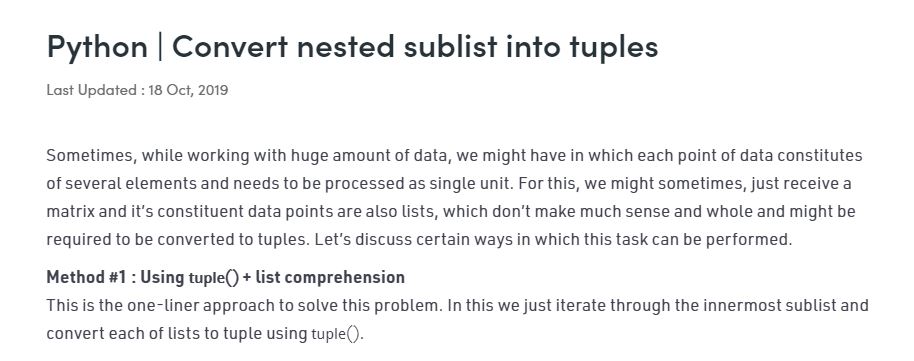 Python | Convert nested sublist into tuples
Last Updated : 18 Oct, 2019
Sometimes, while working with huge amount of data, we might have in which each point of data constitutes
of several elements and needs to be processed as single unit. For this, we might sometimes, just receive a
matrix and it’s constituent data points are also lists, which don’t make much sense and whole and might be
required to be converted to tuples. Let’s discuss certain ways in which this task can be performed.
Method #1 : Using tuple() + list comprehension
This is the one-liner approach to solve this problem. In this we just iterate through the innermost sublist and
convert each of lists to tuple using tuple().